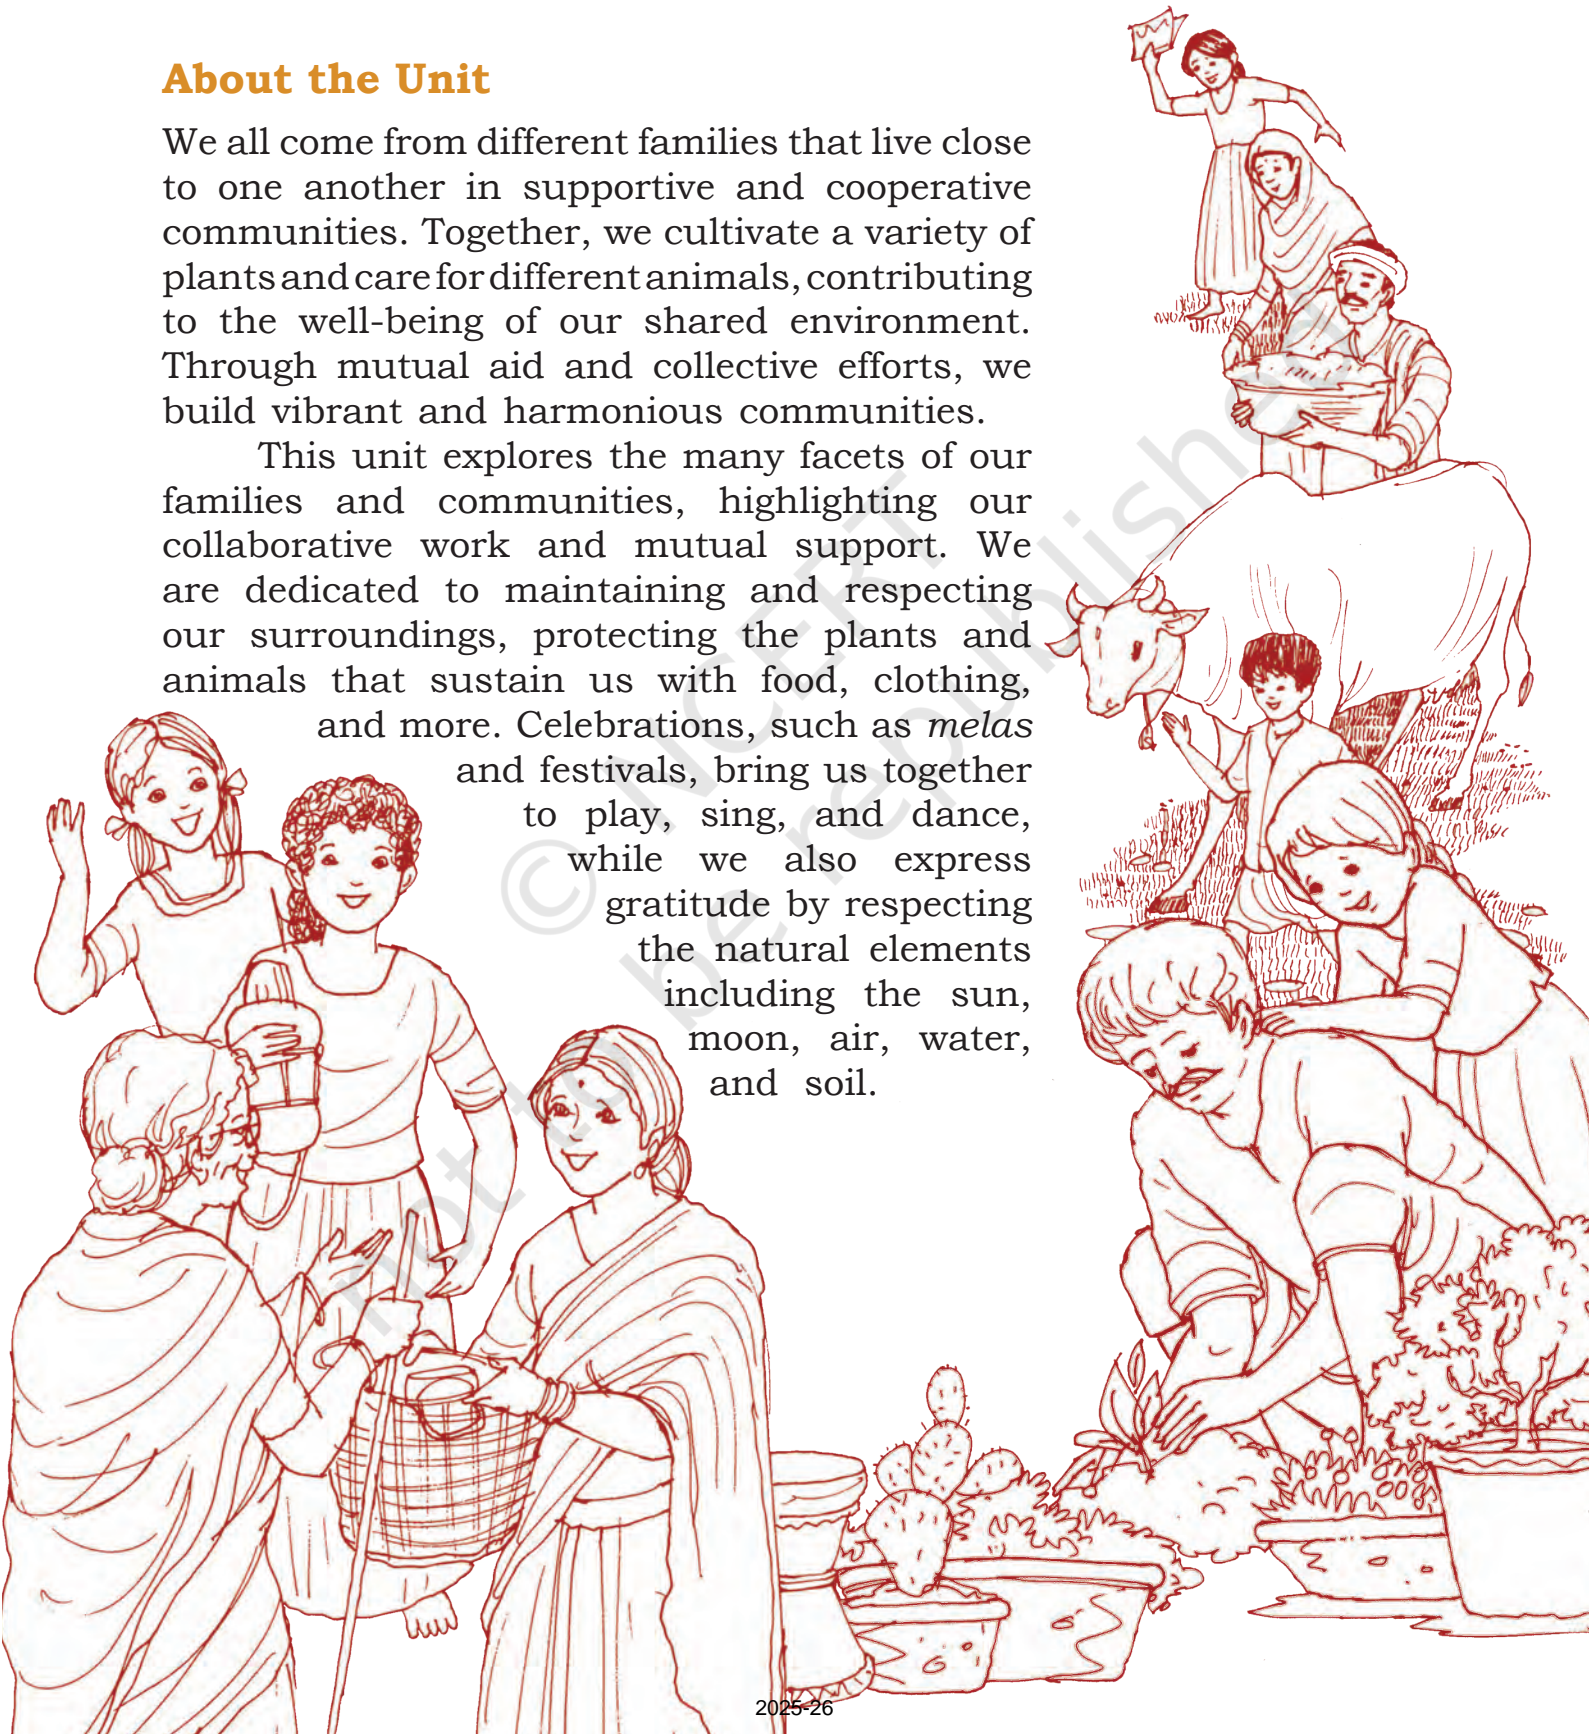 About the Unit
We all come from different families that live close
to one another in supportive and cooperative
communities. Together, we cultivate a variety of
plants and care for different animals, contributing
to the well-being of our shared environment.
Through mutual aid and collective efforts, we
build vibrant and harmonious communities.
This unit explores the many facets of our
families and communities, highlighting our
collaborative work and mutual support. We
are dedicated to maintaining and respecting
our surroundings, protecting the plants and
animals that sustain us with food, clothing,
and more. Celebrations, such as melas
and festivals, bring us together
to play, sing, and dance,
while we also express
gratitude by respecting
the natural elements
including the sun,
moon, air, water,
and soil.
© NCERT
not to be republished
2025-26